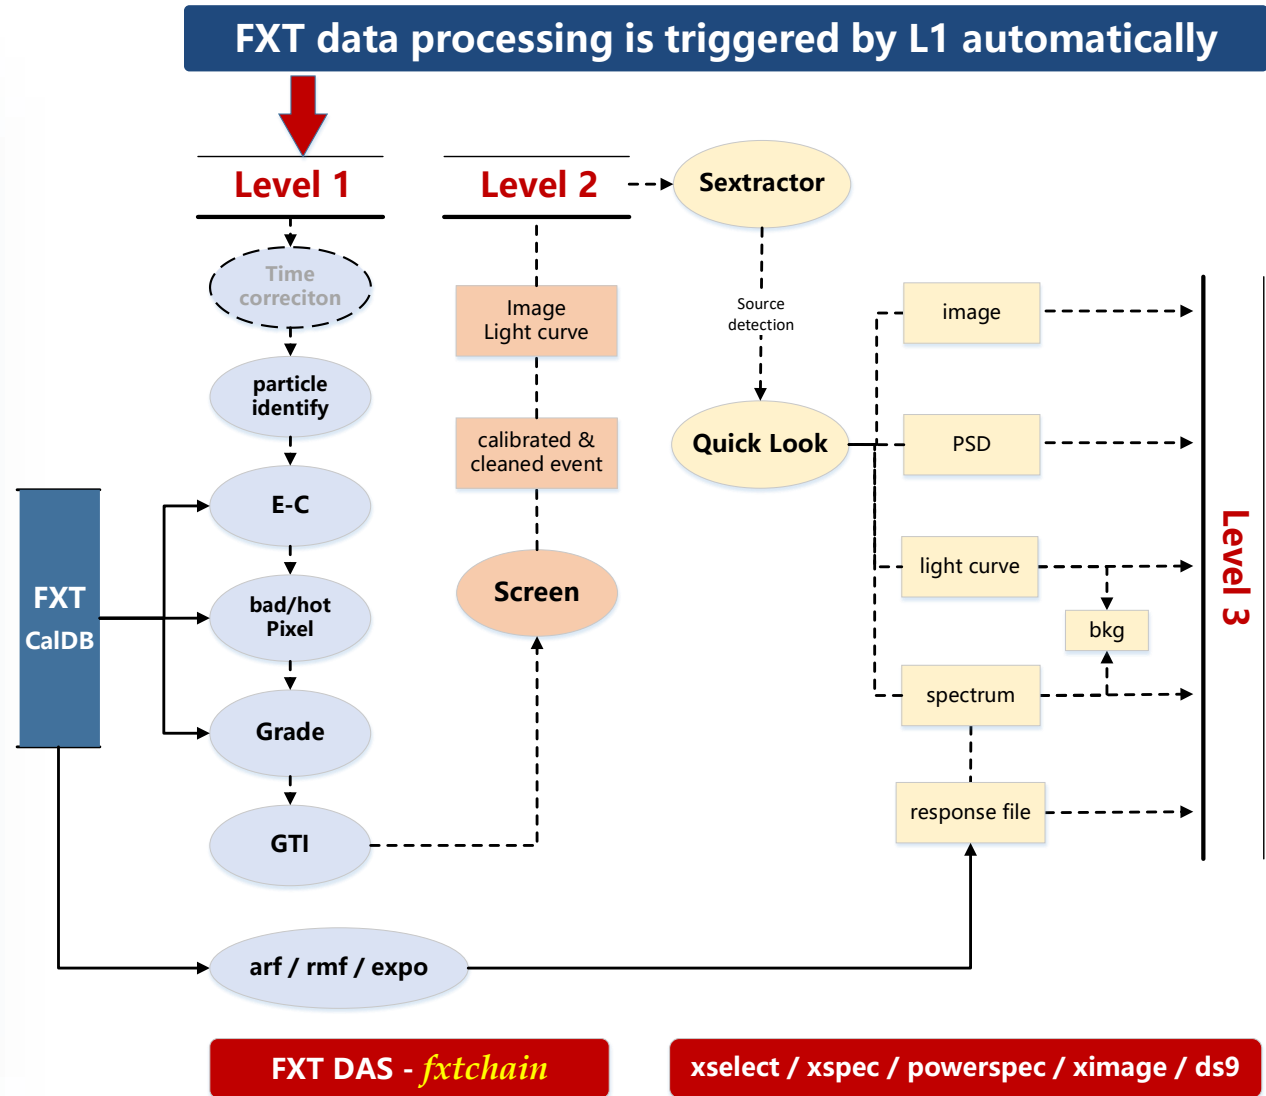 FXT data processing is triggered by L1 automatically
Level 1
Time
correciton
particle
identify
E-C
bad/hot
Pixel
Grade
GTI
FXT
CalDB
arf / rmf / expo
Level 2
Image
Light curve
calibrated &
cleaned event
Screen
Sextractor
Source
detection
Quick Look
image
PSD
light curve
bkg
spectrum
response file
Level 3
FXT DAS - fxtchain
xselect / xspec / powerspec / ximage / ds9